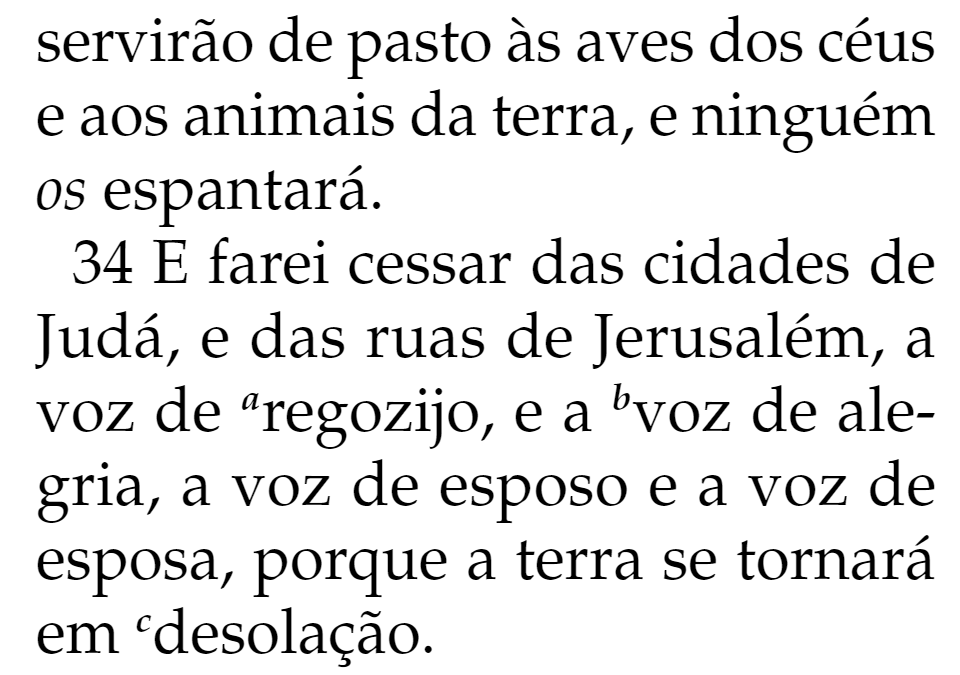 servirão de pasto às aves dos céus
e aos animais da terra, e ninguém
os espantará.
34 E farei cessar das cidades de
Judá, e das ruas de Jerusalém, a
voz de ᵃregozijo, e a ᵇvoz de ale-
gria, a voz de esposo e a voz de
esposa, porque a terra se tornará
em ᶜdesolação.